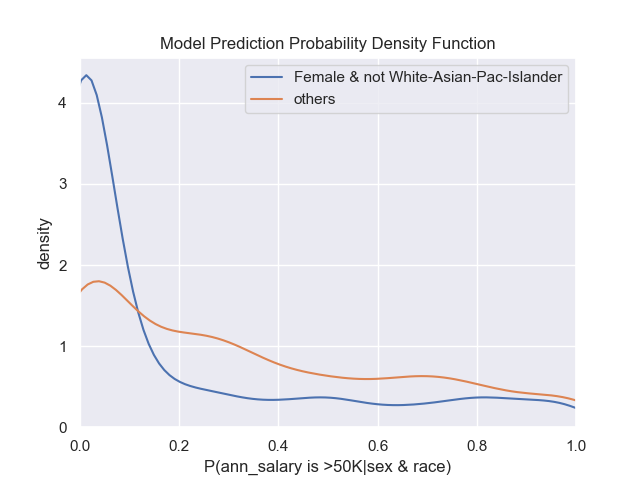 Model Prediction Probability Density Function
Female & not White-Asian-Pac-Islander
others
density
4
3
2
1
0
0.0 0.2 0.4 0.6 0.8 1.0
P(ann_salary is >50K|sex & race)